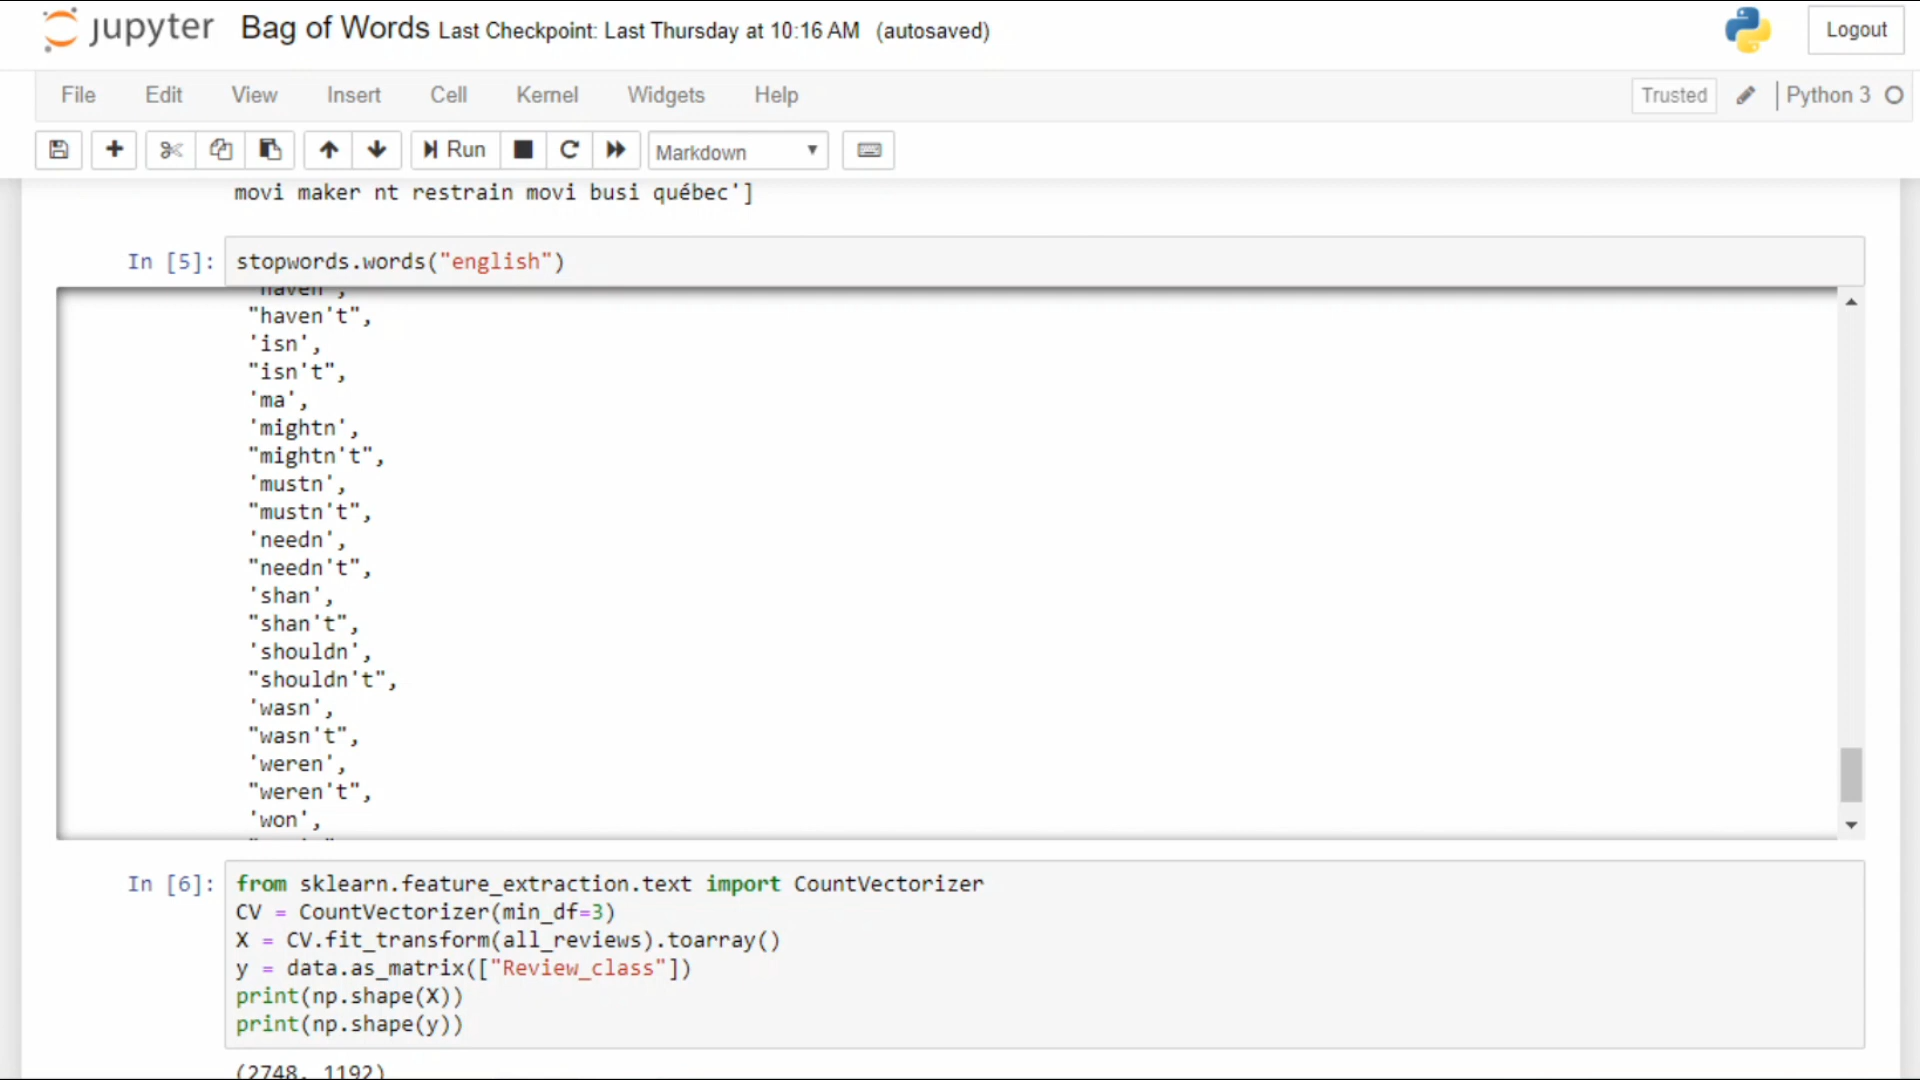 jupyter Bag of Words Last Checkpoint: Last Thursday at 10:16 AM (autosaved)
Logout
File Edit View Insert Cell Kernel Widgets Help
Trusted Python 3
Run Markdown
movi maker nt restrain movi busi québec']
In [5]: stopwords.words("english")
'haven',
"haven't",
'isn',
"isn't",
'ma',
'mightn',
"mightn't",
'mustn',
"mustn't",
'needn',
"needn't",
'shan',
"shan't",
'shouldn',
"shouldn't",
'wasn',
"wasn't",
'weren',
"weren't",
'won',
In [6]: from sklearn.feature_extraction.text import CountVectorizer
CV = CountVectorizer(min_df=3)
X = CV.fit_transform(all_reviews).toarray()
y = data.as_matrix(["Review_class"])
print(np.shape(X))
print(np.shape(y))
(2748, 1192)